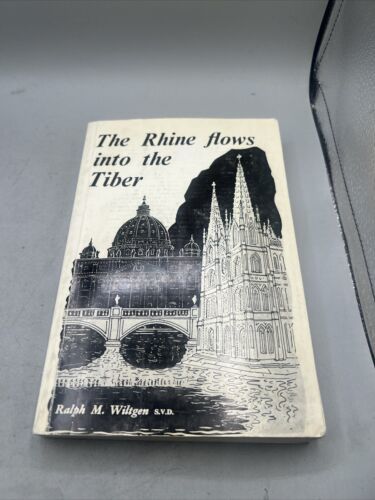 The Rhine flows
into the
Tiber
Ralph M. Wiltgen S.V.D.